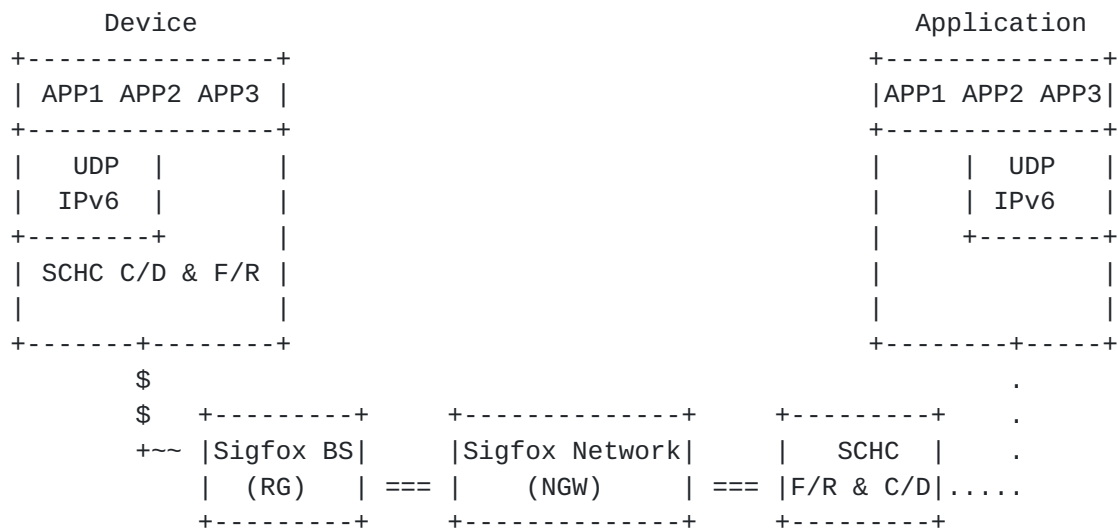 Device Application
APP1 APP2 APP3 APP1 APP2 APP3
UDP UDP
IPv6 IPv6
SCHC C/D & F/R
$ .
$ .
+~~ |Sigfox BS| |Sigfox Network| | SCHC | .
| (RG) | === | (NGW) | === |F/R & C/D|.....